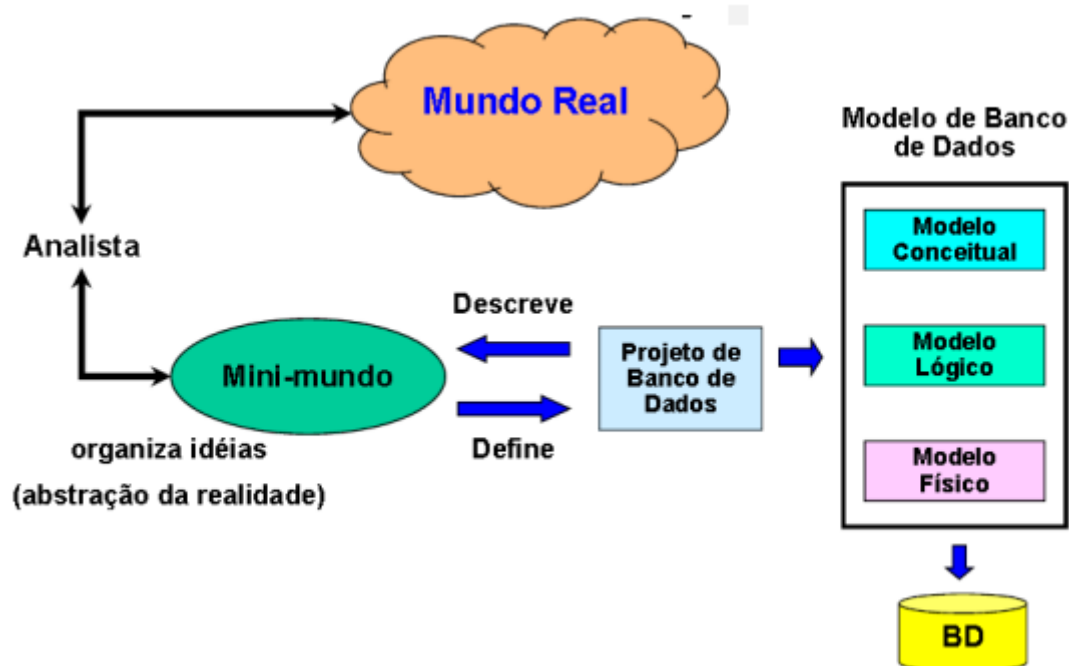 Mundo Real
Modelo de Banco
de Dados
Modelo
Conceitual
Analista
Descreve
Mini-mundo
Projeto de
Banco de
Dados
Modelo
Lógico
organiza idéias
Define
(abstração da realidade)
Modelo
Físico
BD